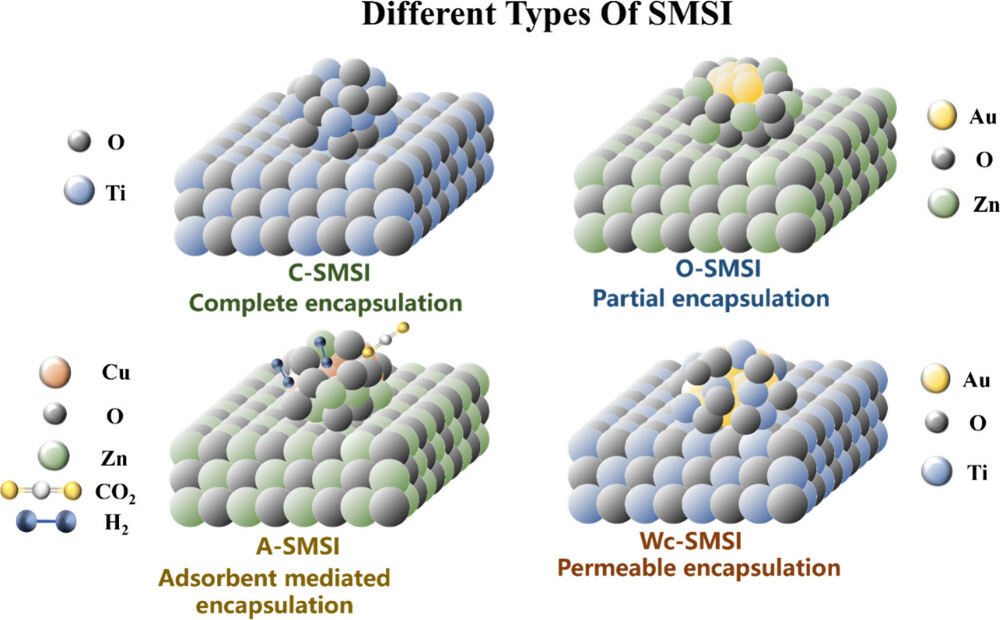 Different Types Of SMSI
O
Ti
C-SMSI
Complete encapsulation
Au
O
Zn
O-SMSI
Partial encapsulation
Cu
O
Zn
CO₂
H₂
A-SMSI
Adsorbent mediated
encapsulation
Au
O
Ti
Wc-SMSI
Permeable encapsulation